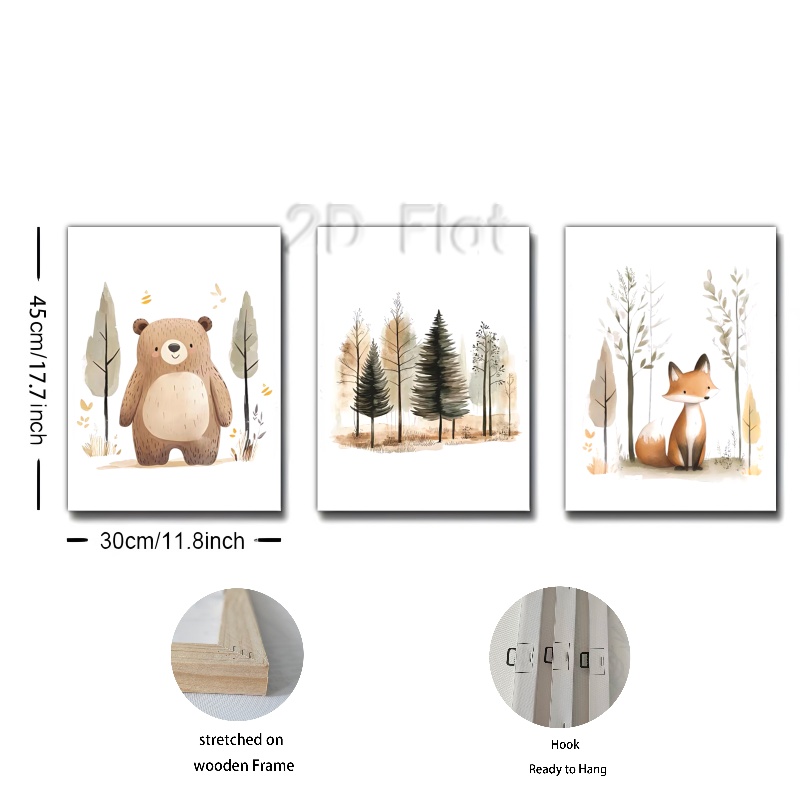 2D Flat
45cm/17.7inch
30cm/11.8inch
stretched on
wooden Frame
Hook
Ready to Hang